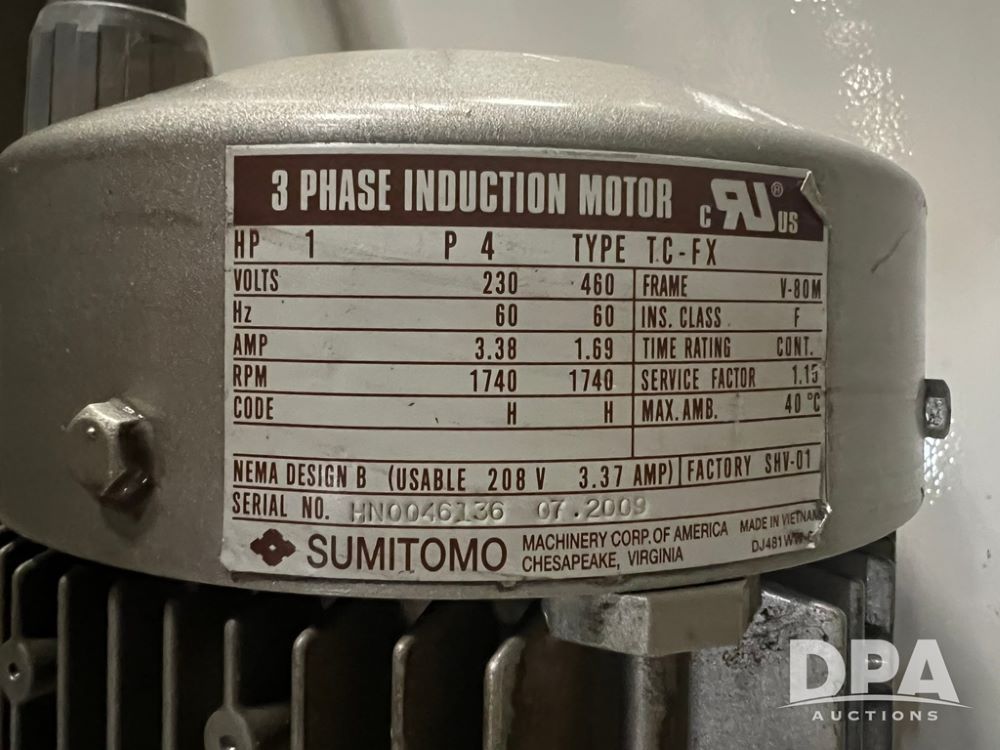 3 PHASE INDUCTION MOTOR C RU® US
HP 1 P 4 TYPE TC-FX
VOLTS 230 460 FRAME V-80M
Hz 60 60 INS. CLASS F
AMP 3.38 1.69 TIME RATING CONT.
RPM 1740 1740 SERVICE FACTOR 1.15
CODE H H MAX. AMB. 40 °C
NEMA DESIGN B (USABLE 208 V 3.37 AMP) FACTORY SHV-01
SERIAL NO. HN0046136 07.2009
SUMITOMO MACHINERY CORP. OF AMERICA MADE IN VIETNAM
CHESAPEAKE, VIRGINIA
DPA
AUCTIONS